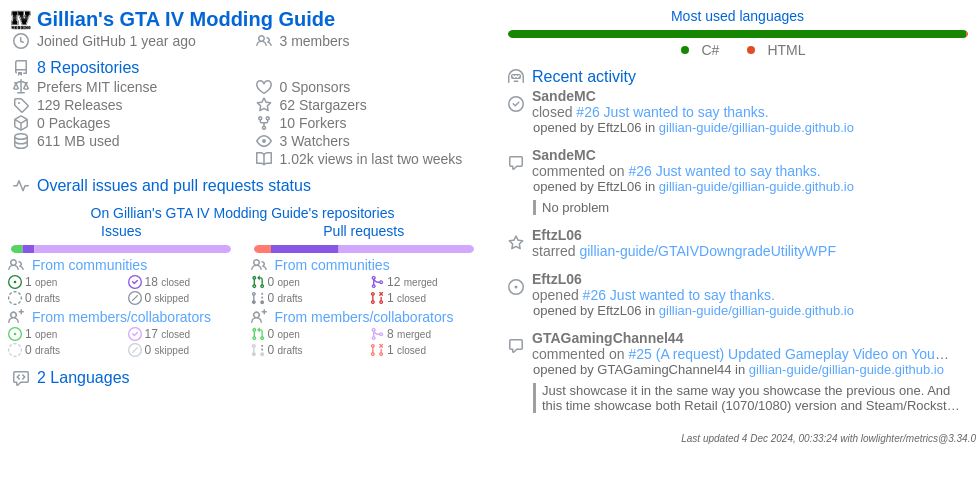 Gillian's GTA IV Modding Guide
Joined GitHub 1 year ago
3 members
8 Repositories
Prefers MIT license
0 Sponsors
129 Releases
62 Stargazers
0 Packages
10 Forkers
611 MB used
3 Watchers
1.02k views in last two weeks
Overall issues and pull requests status
On Gillian's GTA IV Modding Guide's repositories
Issues
From communities
1 open
18 closed
0 drafts
0 skipped
From members/collaborators
1 open
17 closed
0 drafts
0 skipped
Pull requests
From communities
0 open
12 merged
0 drafts
1 closed
From members/collaborators
0 open
8 merged
0 drafts
1 closed
2 Languages
Most used languages
C#
HTML
Recent activity
SandeMC
closed #26 Just wanted to say thanks.
opened by EftzL06 in gillian-guide/gillian-guide.github.io
SandeMC
commented on #26 Just wanted to say thanks.
opened by EftzL06 in gillian-guide/gillian-guide.github.io
No problem
EftzL06
starred gillian-guide/GTAIVDowngradeUtilityWPF
EftzL06
opened #26 Just wanted to say thanks.
opened by EftzL06 in gillian-guide/gillian-guide.github.io
GTAGamingChannel44
commented on #25 (A request) Updated Gameplay Video on You…
opened by GTAGamingChannel44 in gillian-guide/gillian-guide.github.io
Just showcase it in the same way you showcase the previous one. And
this time showcase both Retail (1070/1080) version and Steam/Rockst…
Last updated 4 Dec 2024, 00:33:24 with lowlighter/metrics@3.34.0